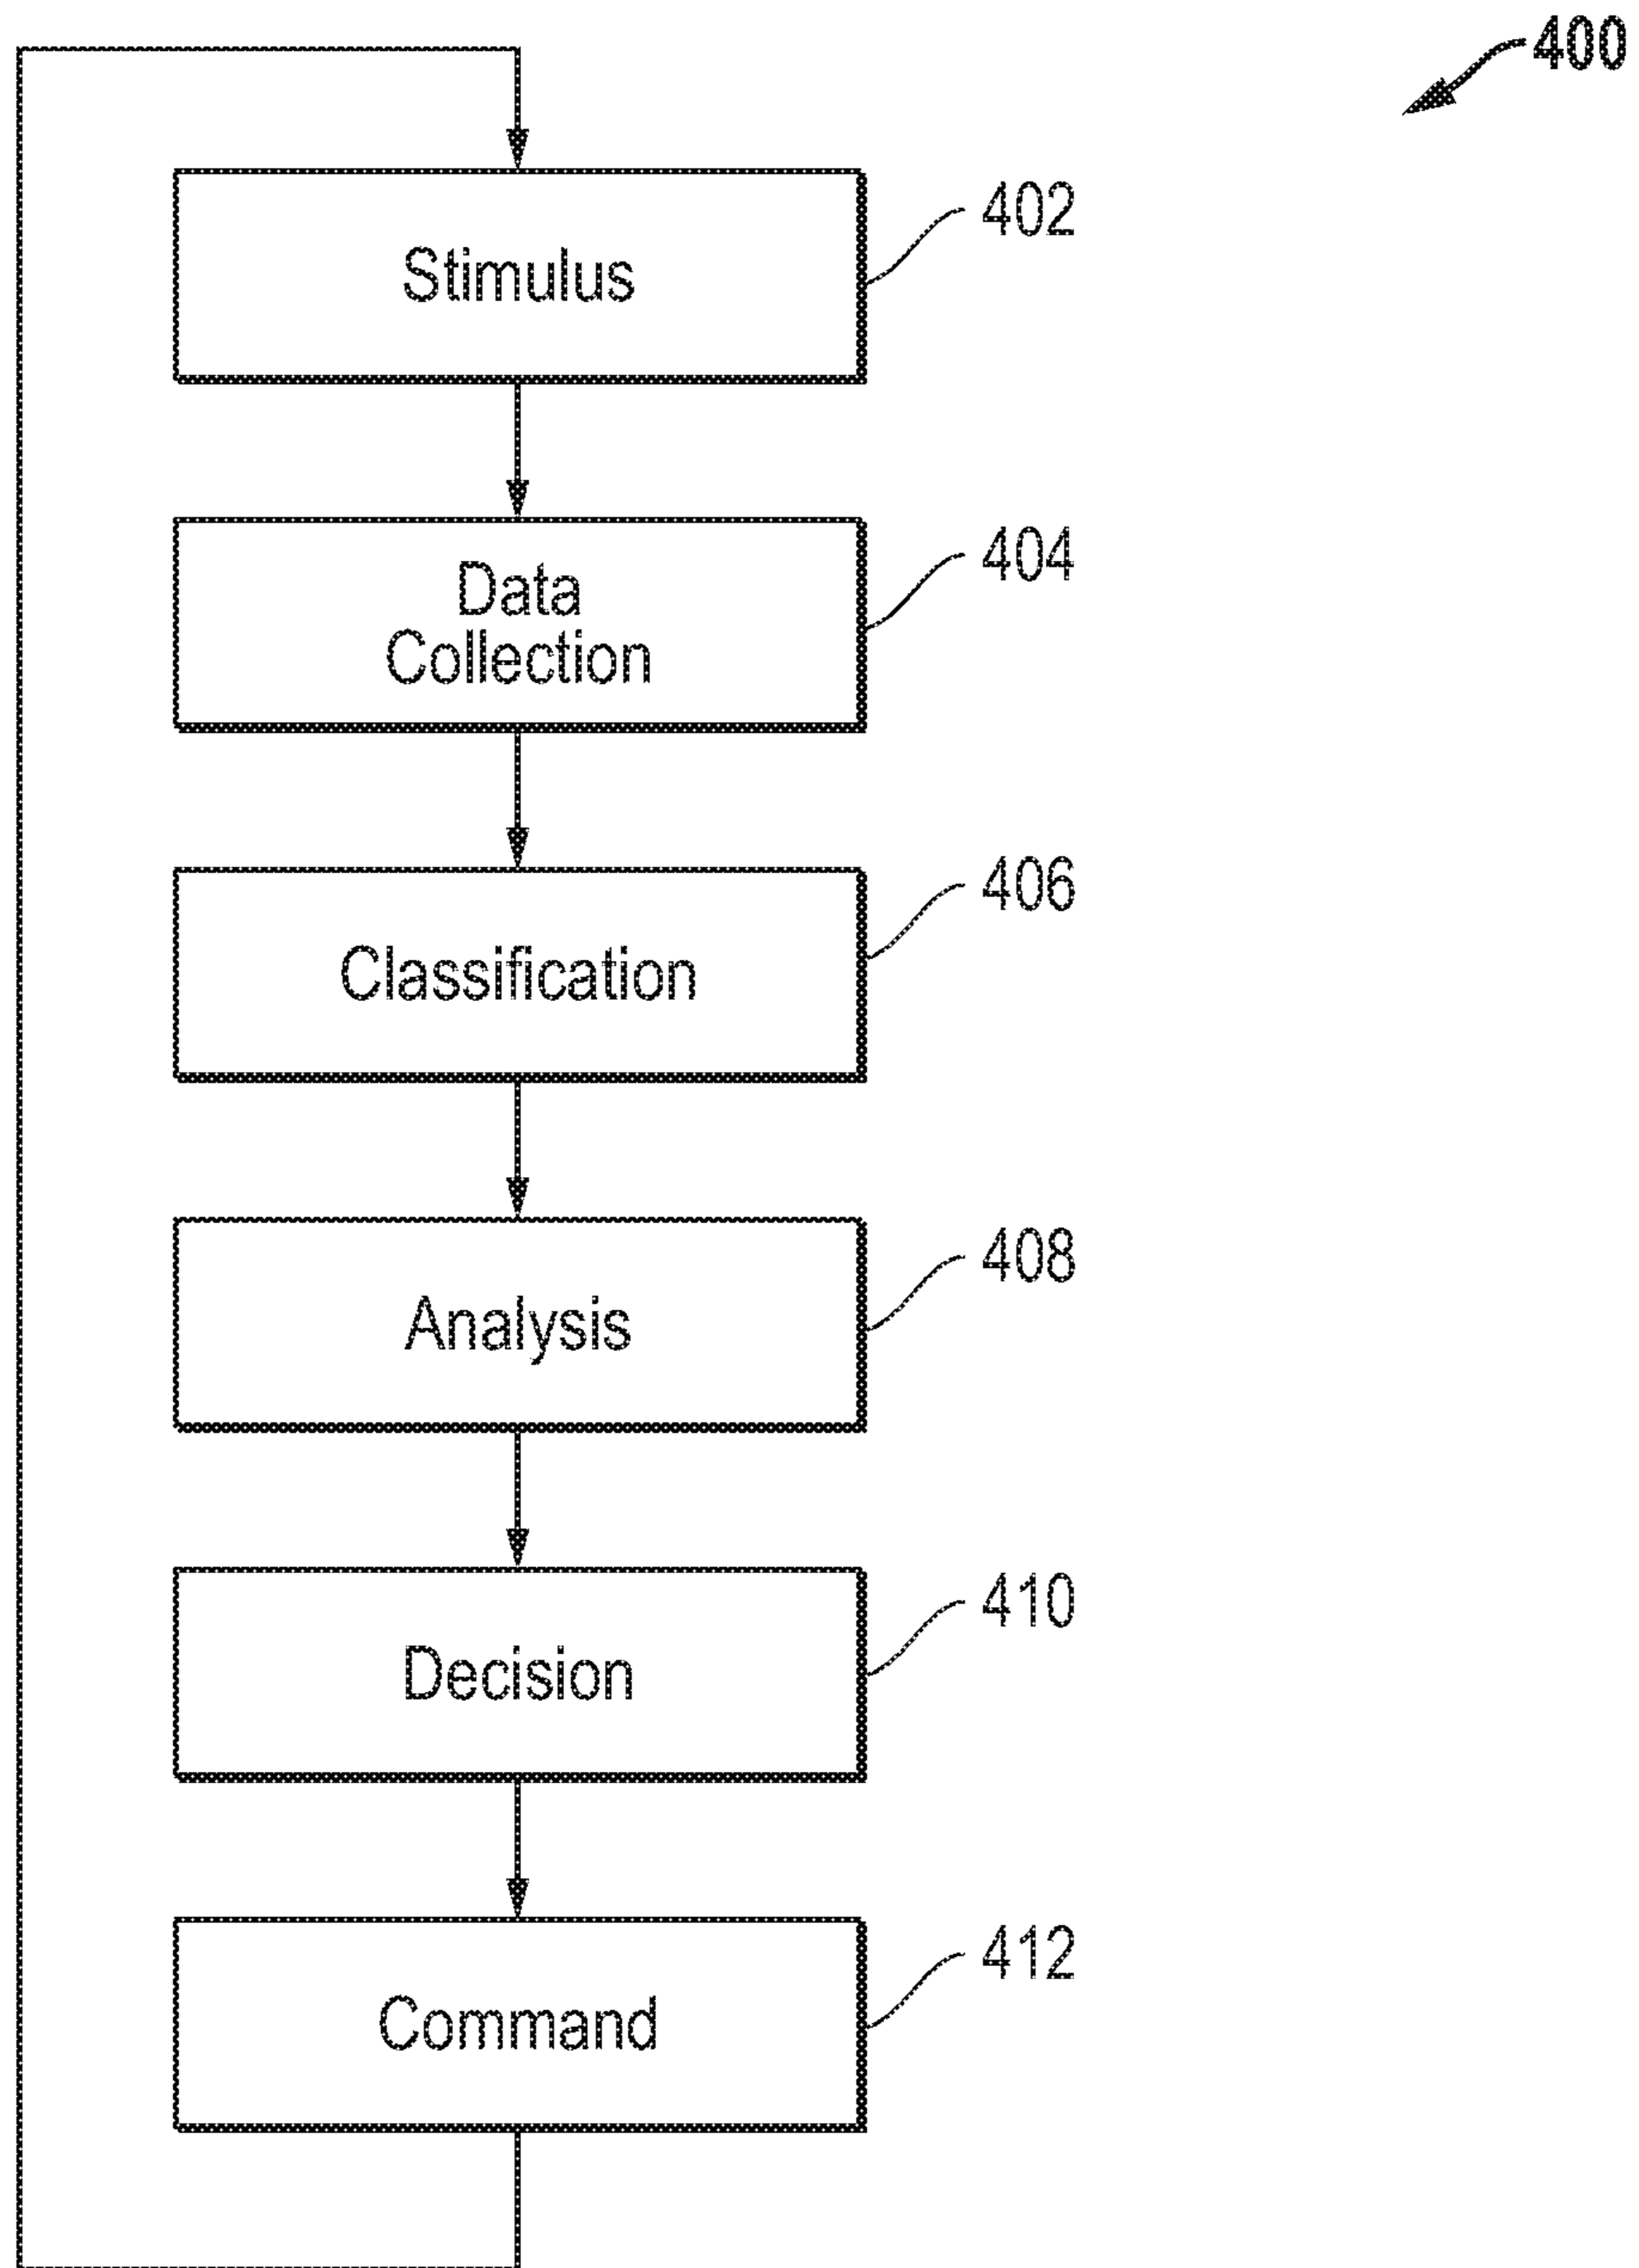 400
Stimulus
402
Data
Collection
404
Classification
406
Analysis
408
Decision
410
Command
412